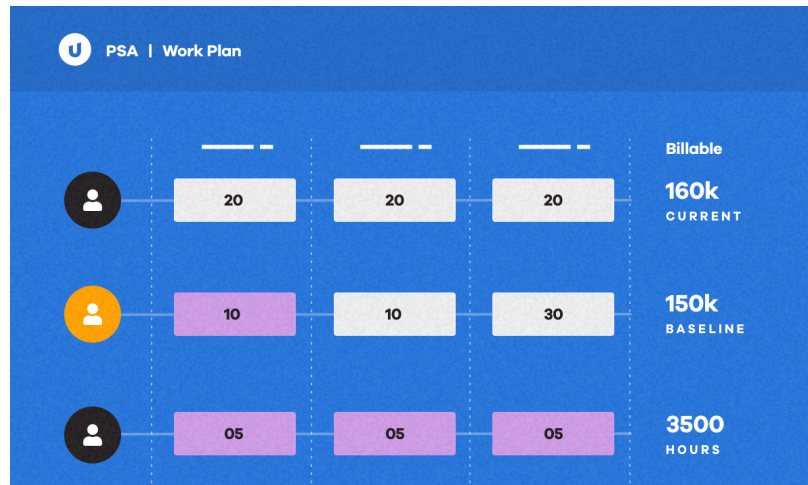 U PSA | Work Plan
Billable
20 20 20 160k
CURRENT
10 10 30 150k
BASELINE
05 05 05 3500
HOURS